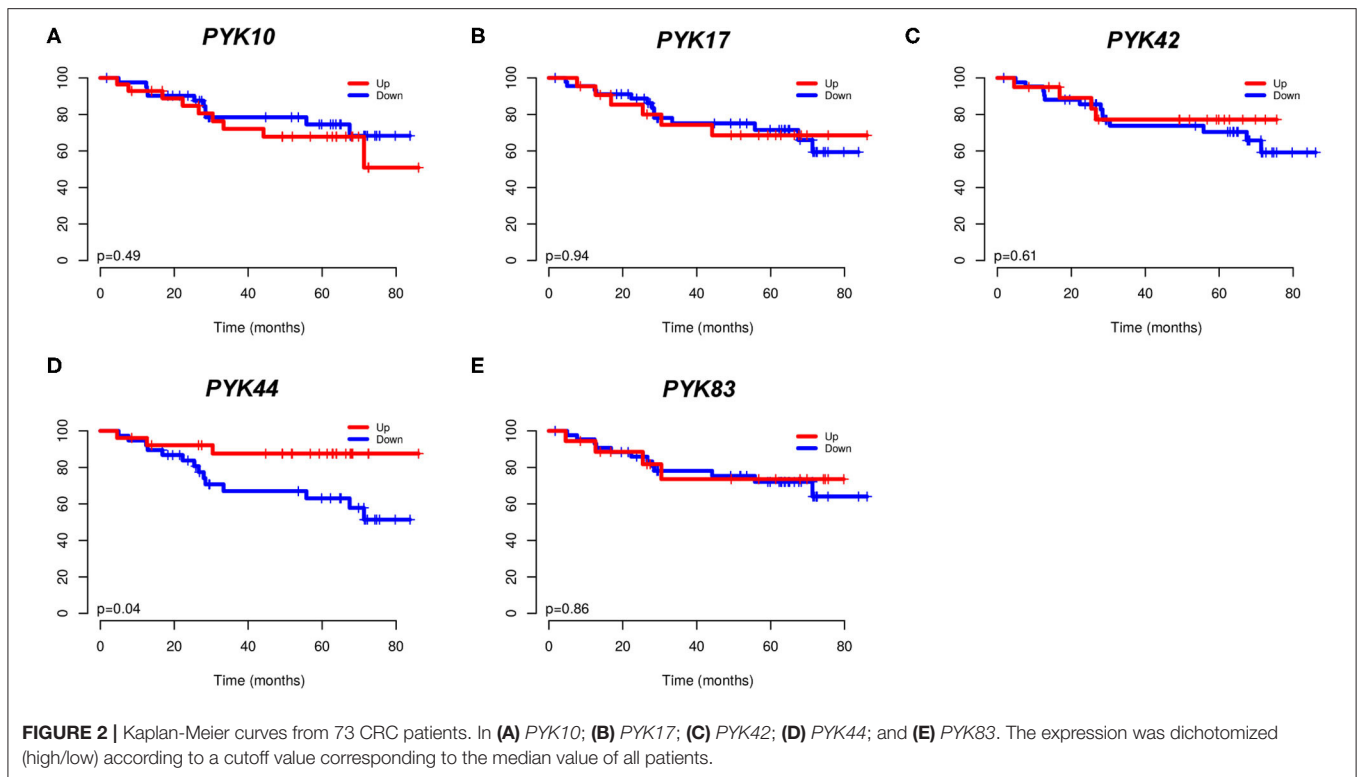 A
PYK10
100
80
60
40
20
0
Up
Down
p=0.49
0 20 40 60 80
Time (months)
B
PYK17
100
80
60
40
20
0
Up
Down
p=0.94
0 20 40 60 80
Time (months)
C
PYK42
100
80
60
40
20
0
Up
Down
p=0.61
0 20 40 60 80
Time (months)
D
PYK44
100
80
60
40
20
0
Up
Down
p=0.04
0 20 40 60 80
Time (months)
E
PYK83
100
80
60
40
20
0
Up
Down
p=0.86
0 20 40 60 80
Time (months)
FIGURE 2 | Kaplan-Meier curves from 73 CRC patients. In (A) PYK10; (B) PYK17; (C) PYK42; (D) PYK44; and (E) PYK83. The expression was dichotomized
(high/low) according to a cutoff value corresponding to the median value of all patients.